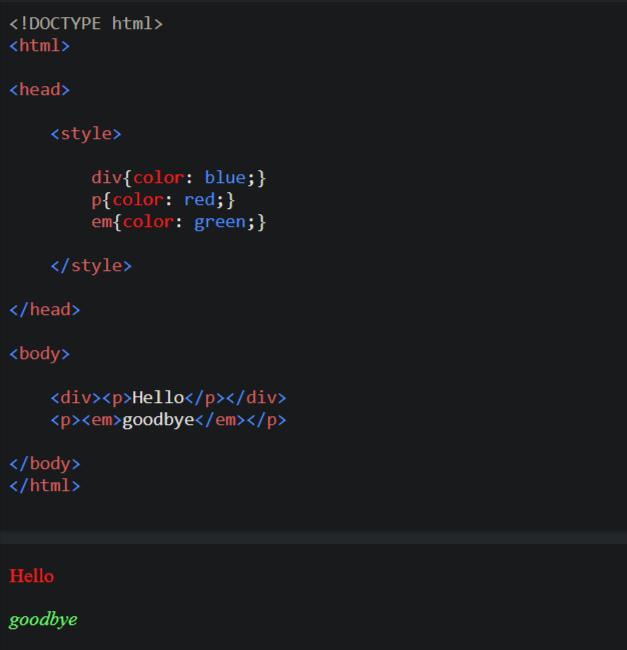 <!DOCTYPE html>
<html>
<head>
<style>
div{color: blue;}
p{color: red;}
em{color: green;}
</style>
</head>
<body>
<div><p>Hello</p></div>
<p><em>goodbye</em></p>
</body>
</html>
Hello
goodbye